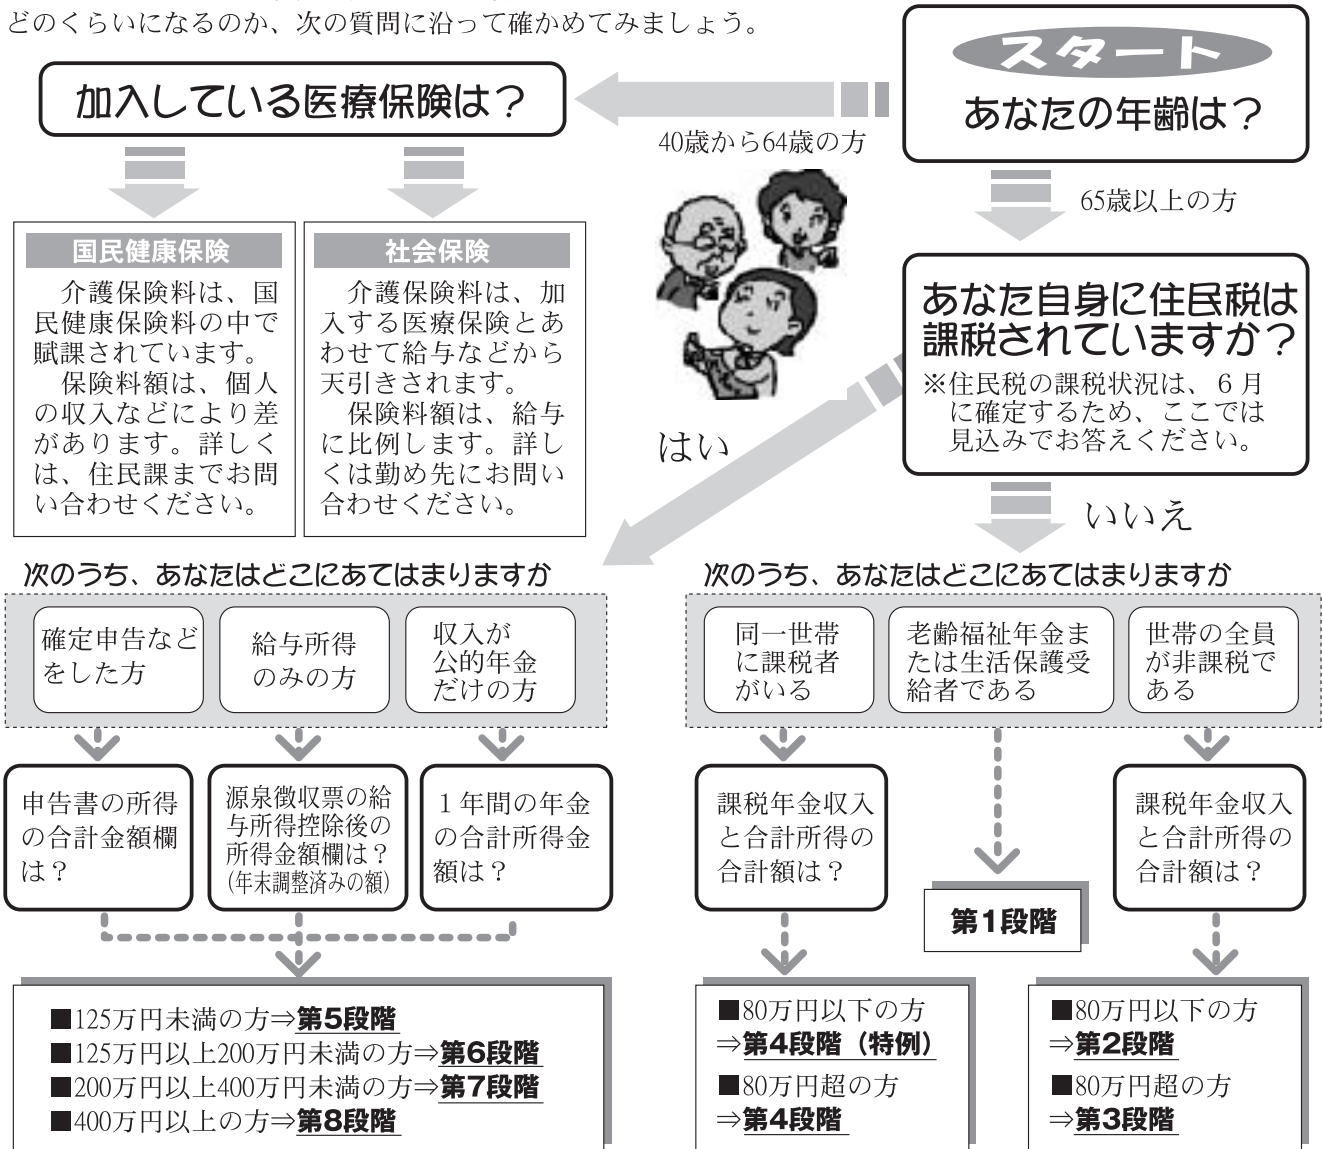 どのくらいになるのか、次の質問に沿って確かめてみましょう。
スタート
あなたの年齢は？
40歳から64歳の方
加入している医療保険は？
国民健康保険
介護保険料は、国
民健康保険料の中で
賦課されています。
保険料額は、個人
の収入などにより差
があります。詳しく
は、住民課までお問
い合わせください。
社会保険
介護保険料は、加
入する医療保険とあ
わせて給与などから
天引きされます。
保険料額は、給与
に比例します。詳し
くは勤め先にお問い
合わせください。
65歳以上の方
あなた自身に住民税は
課税されていますか？
※住民税の課税状況は、６月
に確定するため、ここでは
見込みでお答えください。
はい
いいえ
次のうち、あなたはどこにあてはまりますか
確定申告など
をした方
給与所得
のみの方
収入が
公的年金
だけの方
申告書の所得
の合計金額欄
は？
源泉徴収票の給
与所得控除後の
所得金額欄は？
(年末調整済みの額)
１年間の年金
の合計所得金
額は？
■125万円未満の方⇒第5段階
■125万円以上200万円未満の方⇒第6段階
■200万円以上400万円未満の方⇒第7段階
■400万円以上の方⇒第8段階
次のうち、あなたはどこにあてはまりますか
同一世帯
に課税者
がいる
老齢福祉年金ま
たは生活保護受
給者である
世帯の全員
が非課税で
ある
課税年金収入
と合計所得の
合計額は？
第1段階
課税年金収入
と合計所得の
合計額は？
■80万円以下の方
⇒第4段階（特例）
■80万円超の方
⇒第4段階
■80万円以下の方
⇒第2段階
■80万円超の方
⇒第3段階